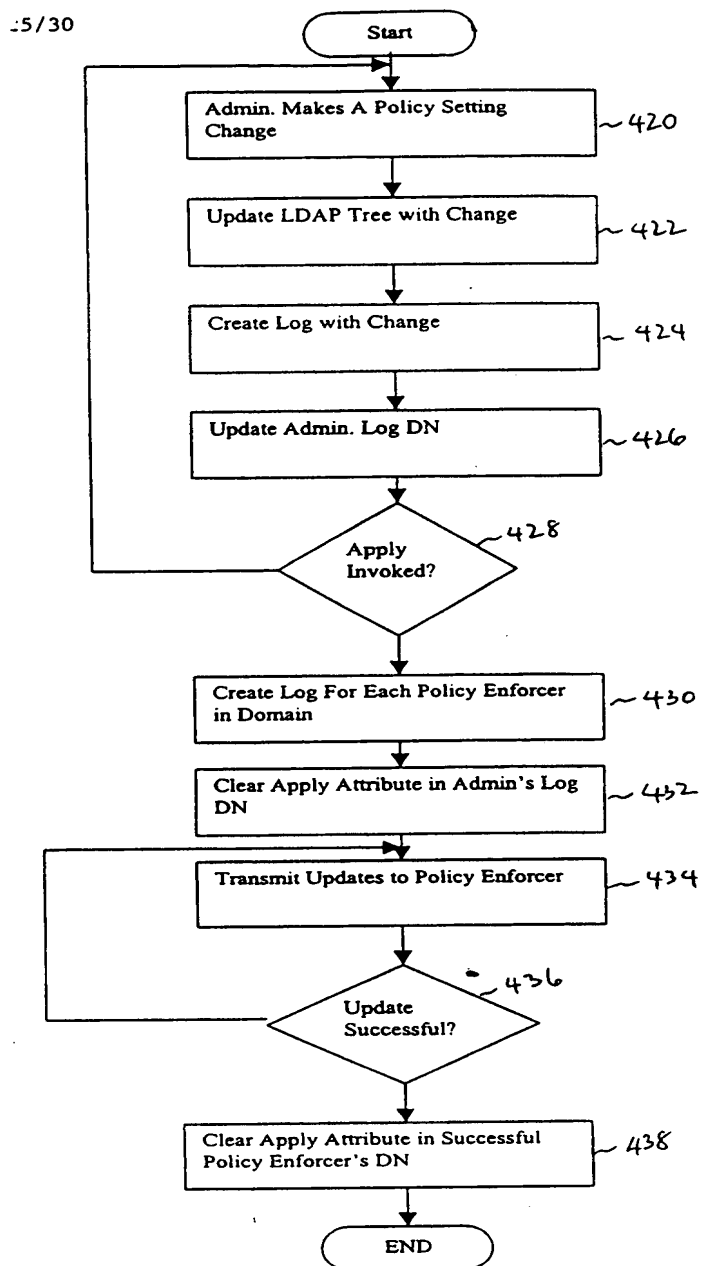 :5/30
Start
Admin. Makes A Policy Setting
Change
~420
Update LDAP Tree with Change
~422
Create Log with Change
~424
Update Admin. Log DN
~426
~428
Apply
Invoked?
Create Log For Each Policy Enforcer
in Domain
~430
Clear Apply Attribute in Admin's Log
DN
~432
Transmit Updates to Policy Enforcer
~434
~436
Update
Successful?
Clear Apply Attribute in Successful
Policy Enforcer's DN
~438
END